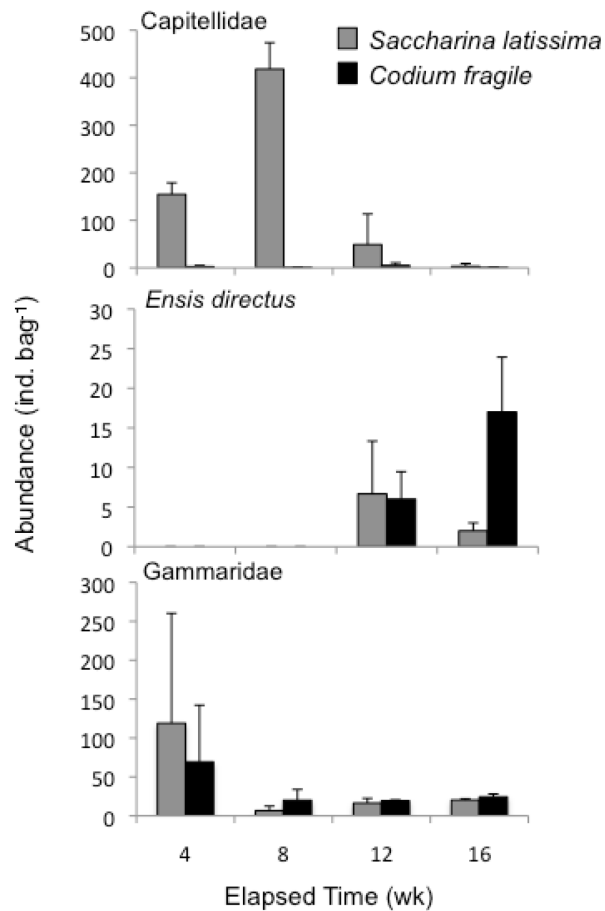 Capitellidae
Saccharina latissima
Codium fragile
500
400
300
200
100
0
Ensis directus
30
25
20
15
10
5
0
Gammaridae
300
250
200
150
100
50
0
4 8 12 16
Elapsed Time (wk)
Abundance (ind. bag⁻¹)